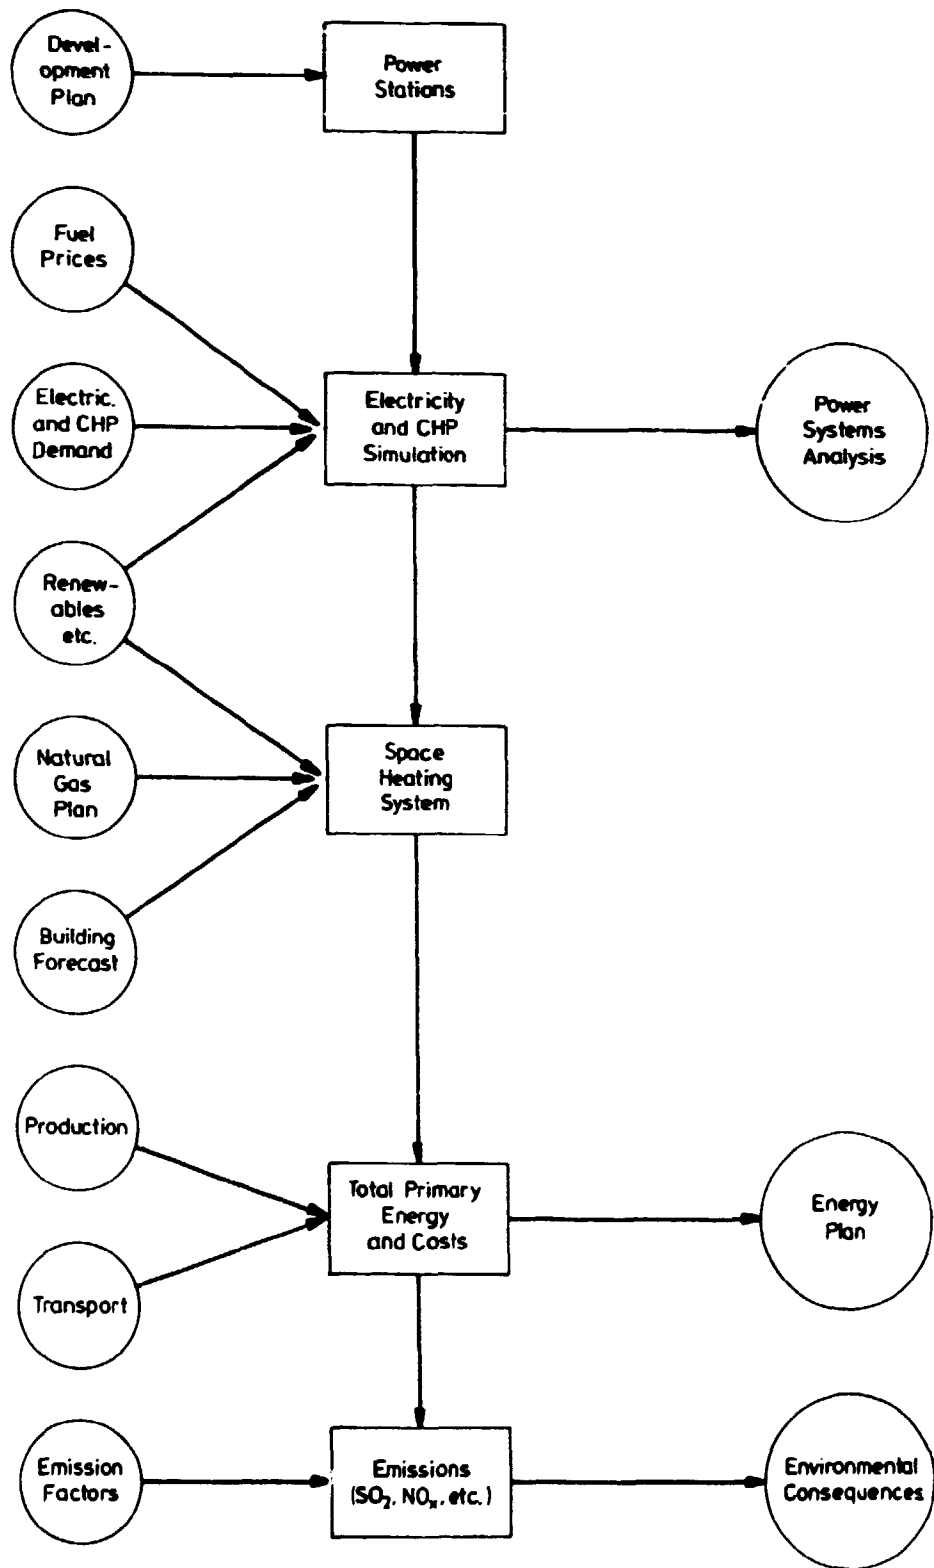 Devel-
opment
Plan
Power
Stations
Fuel
Prices
Electric.
and CHP
Demand
Electricity
and CHP
Simulation
Power
Systems
Analysis
Renew-
ables
etc.
Natural
Gas
Plan
Space
Heating
System
Building
Forecast
Production
Total Primary
Energy
and Costs
Energy
Plan
Transport
Emission
Factors
Emissions
(SO₂, NOₓ, etc.)
Environmental
Consequences